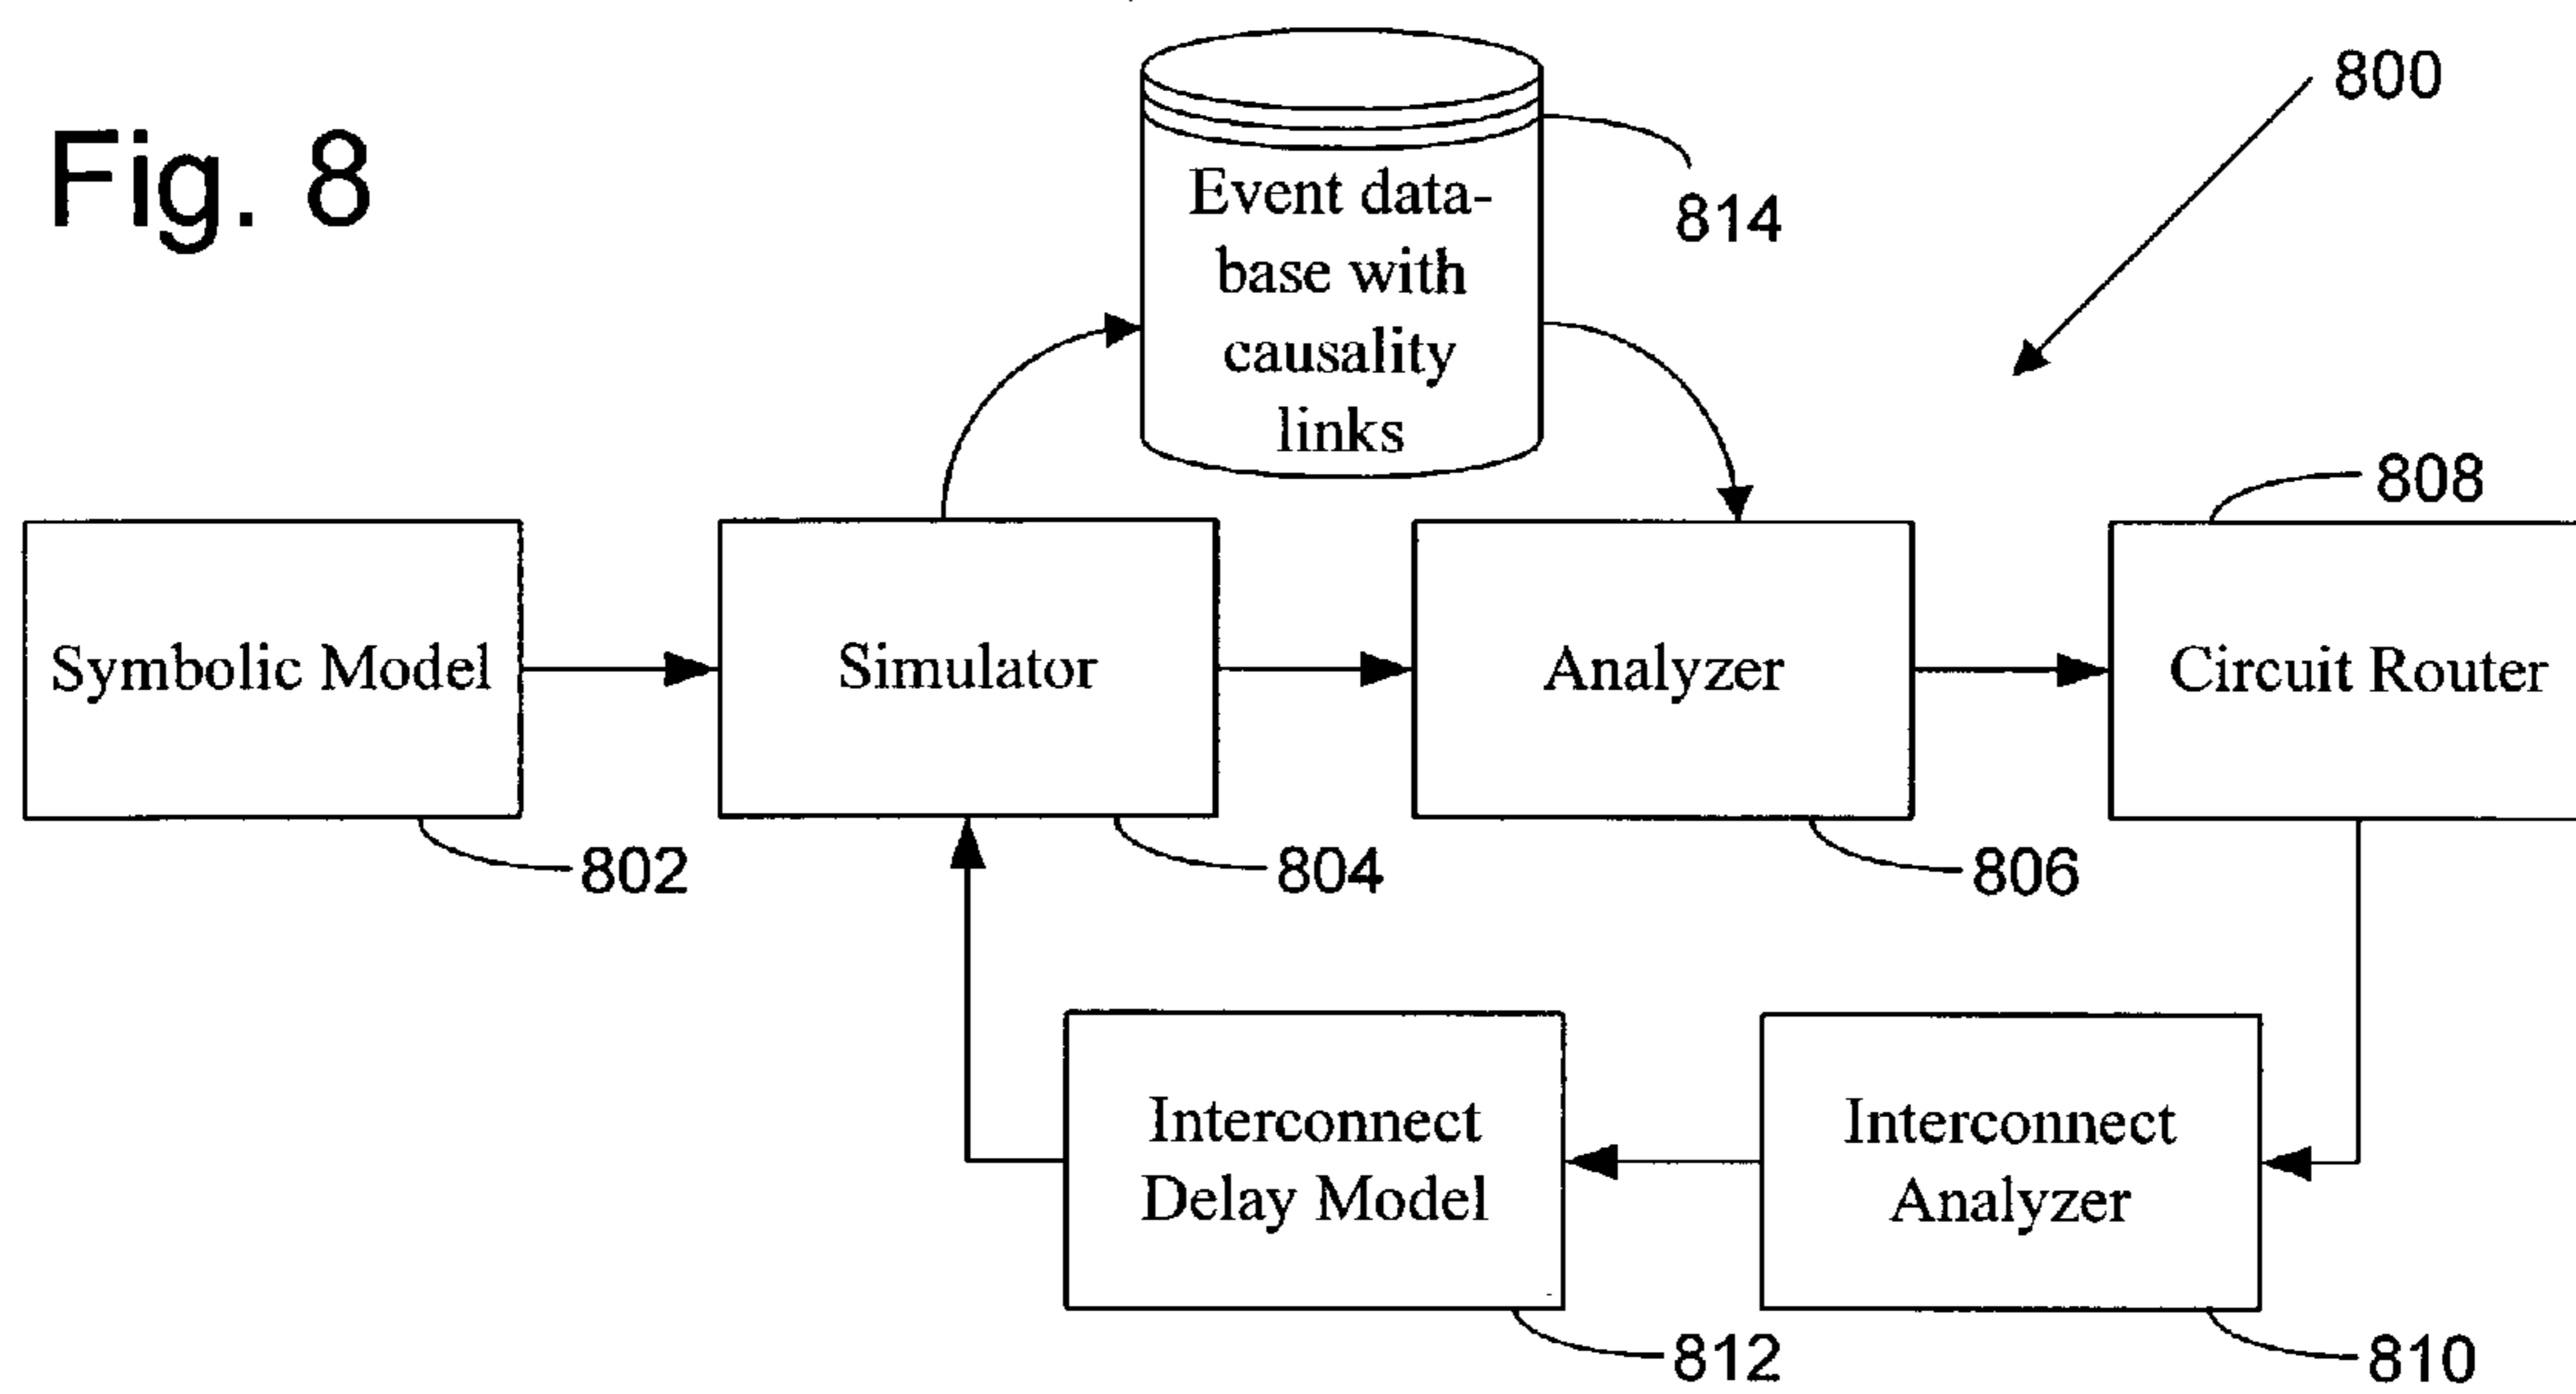 Fig. 8
800
Event data-
base with
causality
links
814
808
Symbolic Model
Simulator
Analyzer
Circuit Router
802
804
806
Interconnect
Delay Model
Interconnect
Analyzer
812
810